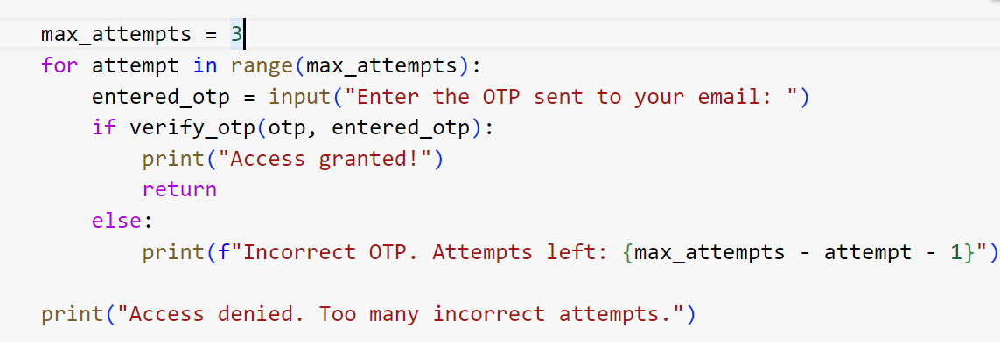 max_attempts = 3
for attempt in range(max_attempts):
    entered_otp = input("Enter the OTP sent to your email: ")
    if verify_otp(otp, entered_otp):
        print("Access granted!")
        return
    else:
        print(f"Incorrect OTP. Attempts left: {max_attempts - attempt - 1}")
print("Access denied. Too many incorrect attempts.")